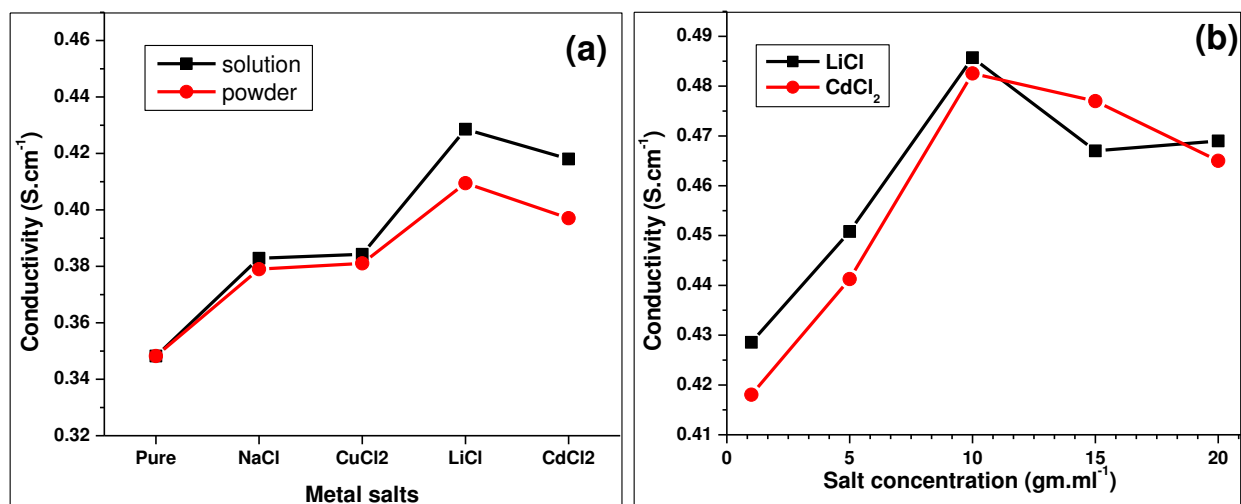 (a)
solution
powder
Conductivity (S.cm⁻¹)
0.46
0.44
0.42
0.40
0.38
0.36
0.34
0.32
Pure NaCl CuCl2 LiCl CdCl2
Metal salts
(b)
LiCl
CdCl₂
Conductivity (S.cm⁻¹)
0.49
0.48
0.47
0.46
0.45
0.44
0.43
0.42
0.41
0 5 10 15 20
Salt concentration (gm.ml⁻¹)